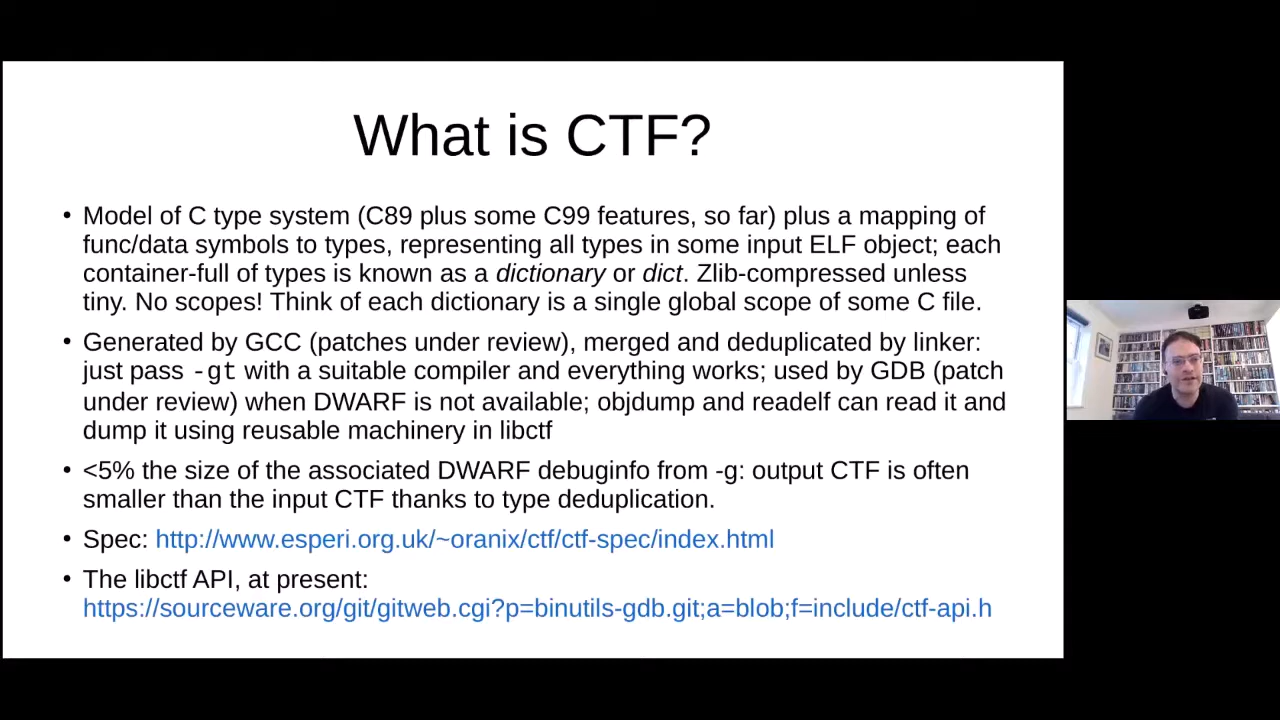 What is CTF?
• Model of C type system (C89 plus some C99 features, so far) plus a mapping of
func/data symbols to types, representing all types in some input ELF object; each
container-full of types is known as a dictionary or dict. Zlib-compressed unless
tiny. No scopes! Think of each dictionary is a single global scope of some C file.
• Generated by GCC (patches under review), merged and deduplicated by linker:
just pass -gt with a suitable compiler and everything works; used by GDB (patch
under review) when DWARF is not available; objdump and readelf can read it and
dump it using reusable machinery in libctf
• <5% the size of the associated DWARF debuginfo from -g: output CTF is often
smaller than the input CTF thanks to type deduplication.
• Spec: http://www.esperi.org.uk/~oranix/ctf/ctf-spec/index.html
• The libctf API, at present:
https://sourceware.org/git/gitweb.cgi?p=binutils-gdb.git;a=blob;f=include/ctf-api.h